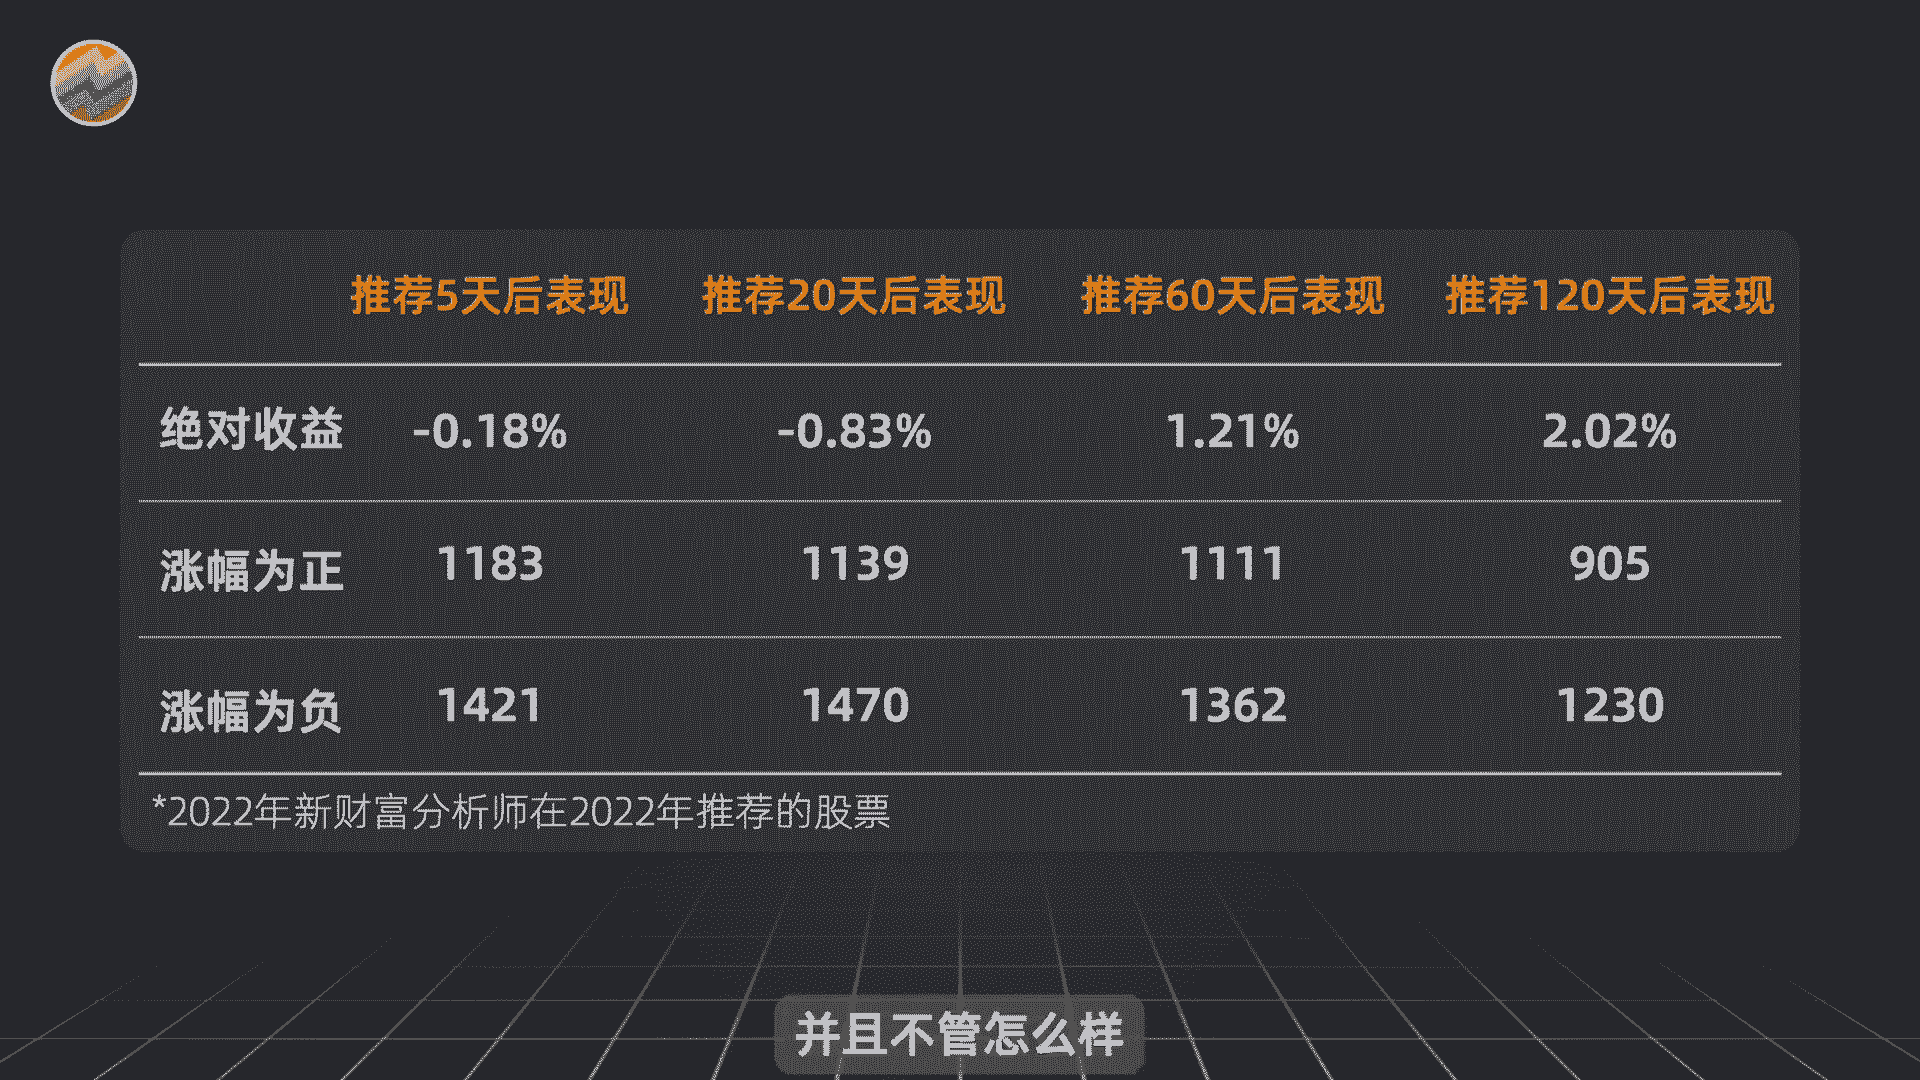 推荐5天后表现 推荐20天后表现 推荐60天后表现 推荐120天后表现
绝对收益 -0.18% -0.83% 1.21% 2.02%
涨幅为正 1183 1139 1111 905
涨幅为负 1421 1470 1362 1230
*2022年新财富分析师在2022年推荐的股票
并且不管怎么样